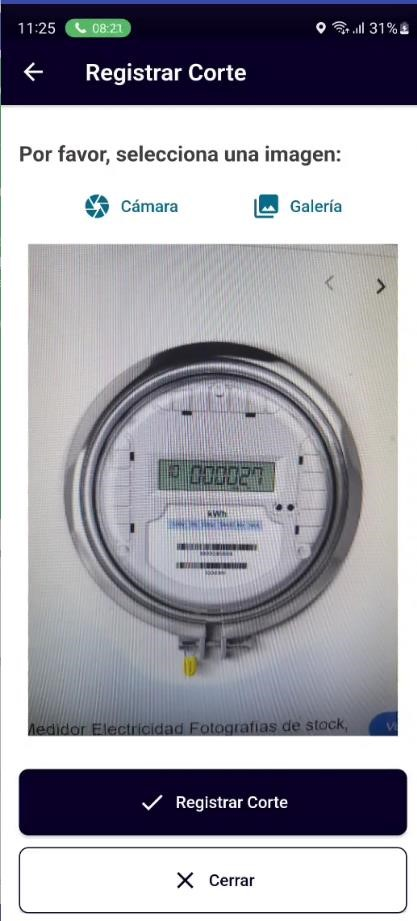 11:25 08:21 31%
Registrar Corte
Por favor, selecciona una imagen:
Cámara Galería
000027
kWh
Medidor Electricidad Fotografías de stock,
Registrar Corte
Cerrar